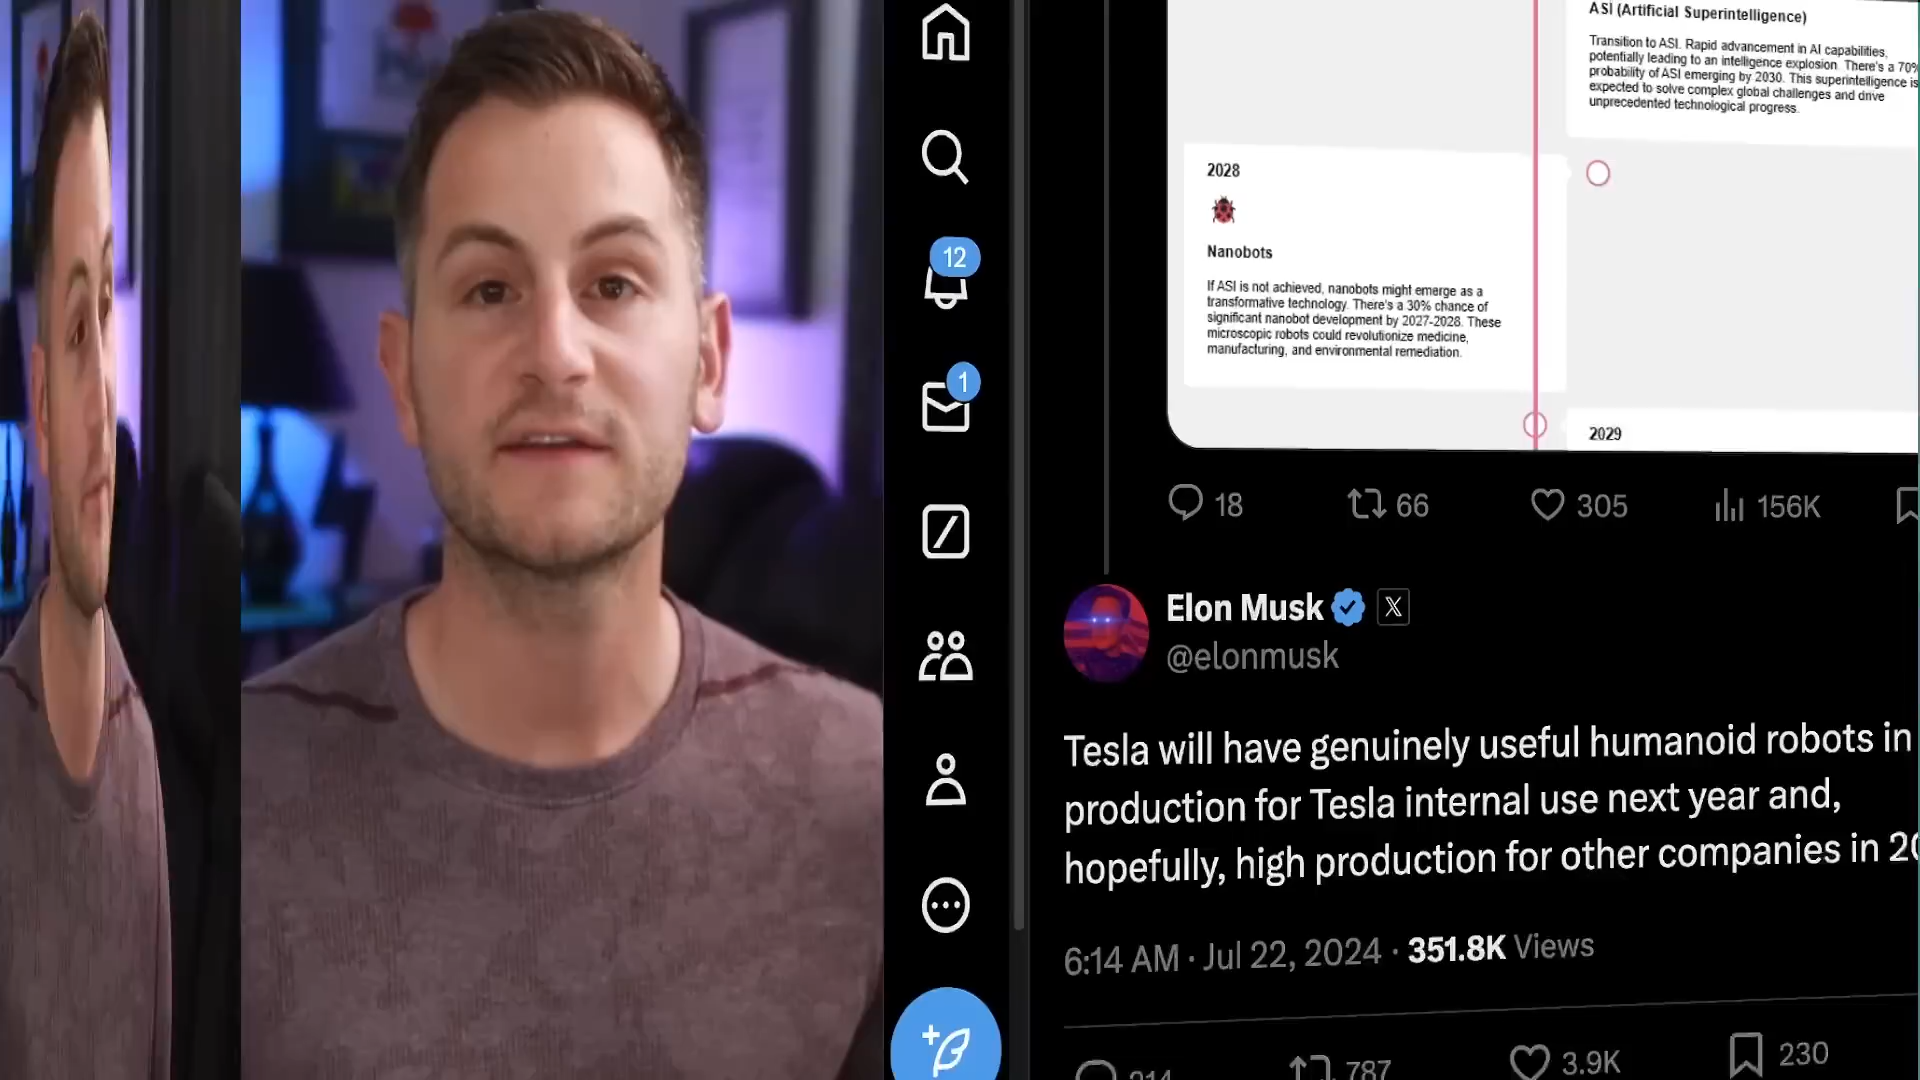 ASI (Artificial Superintelligence)
Transition to ASI. Rapid advancement in AI capabilities,
potentially leading to an intelligence explosion. There's a 70%
probability of ASI emerging by 2030. This superintelligence is
expected to solve complex global challenges and drive
unprecedented technological progress.
2028
Nanobots
If ASI is not achieved, nanobots might emerge as a
transformative technology. There's a 30% chance of
significant nanobot development by 2027-2028. These
microscopic robots could revolutionize medicine,
manufacturing, and environmental remediation.
2029
18 66 305 156K
12
1
Elon Musk
@elonmusk
Tesla will have genuinely useful humanoid robots in
production for Tesla internal use next year and,
hopefully, high production for other companies in
6:14 AM · Jul 22, 2024 · 351.8K Views
787 3.9K 230